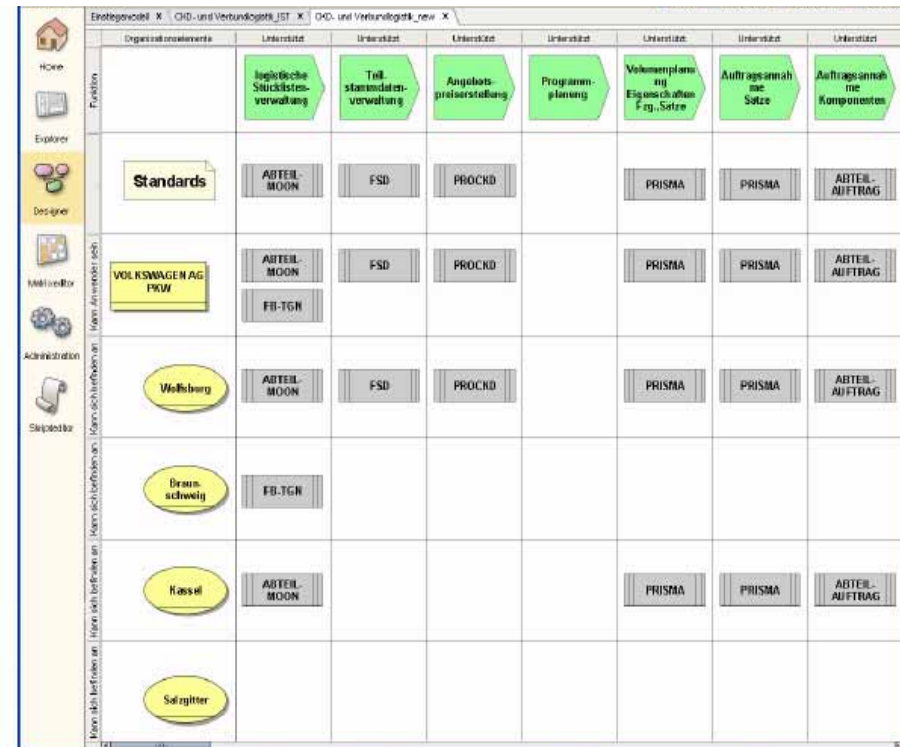 Einstiegsmodell X CKD- und Verbundlogistik_IST X CKD- und Verbundlogistik_new X
Home
Explorer
Designer
Matrixeditor
Administration
Skripteditor
Organisationselemente Unterstützt Unterstützt Unterstützt Unterstützt Unterstützt Unterstützt Unterstützt
Funktion
logistische
Stücklisten-
verwaltung
Teil-
stammdaten-
verwaltung
Angebots-
preiserstellung
Programm-
planung
Volumenplanu
ng
Eigenschaften
Fzg.,Sätze
Auftragsannah
me
Sätze
Auftragsannah
me
Komponenten
Standards
ABTEIL-
MOON
FSD
PROCKD
PRISMA
PRISMA
ABTEIL-
AUFTRAG
Kann Anwender sein
VOLKSWAGEN AG
PKW
ABTEIL-
MOON
FB-TGN
FSD
PROCKD
PRISMA
PRISMA
ABTEIL-
AUFTRAG
Kann sich befinden an
Wolfsburg
ABTEIL-
MOON
FSD
PROCKD
PRISMA
PRISMA
ABTEIL-
AUFTRAG
Kann sich befinden an
Braun-
schweig
FB-TGN
Kann sich befinden an
Kassel
ABTEIL-
MOON
PRISMA
PRISMA
ABTEIL-
AUFTRAG
Kann sich befinden an
Salzgitter